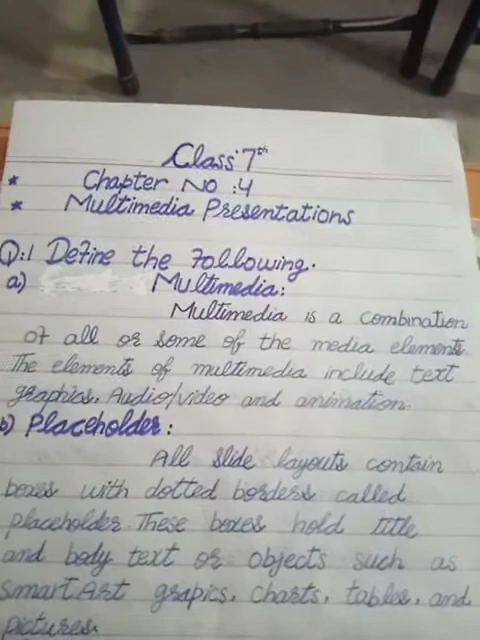 Class 7th
* Chapter No :4
* Multimedia Presentations
Q:1 Define the Following.
a) Multimedia:
Multimedia is a combination
of all or some of the media elements
The elements of multimedia include text
graphics, Audio/video and animation.
b) Placeholder:
All slide layouts contain
boxes with dotted borders called
placeholder. These boxes hold title
and body text or objects such as
SmartArt grapics, charts, tables, and
pictures.